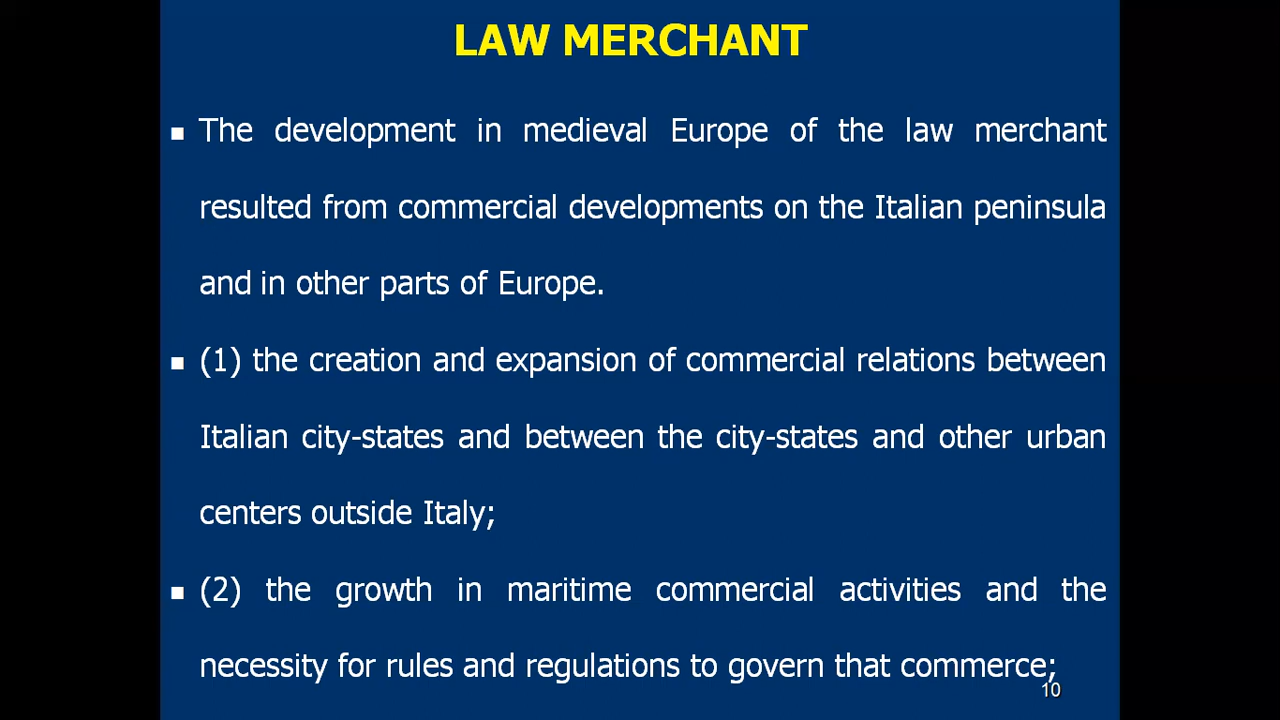 LAW MERCHANT
▪ The development in medieval Europe of the law merchant
resulted from commercial developments on the Italian peninsula
and in other parts of Europe.
▪ (1) the creation and expansion of commercial relations between
Italian city-states and between the city-states and other urban
centers outside Italy;
▪ (2) the growth in maritime commercial activities and the
necessity for rules and regulations to govern that commerce;
10